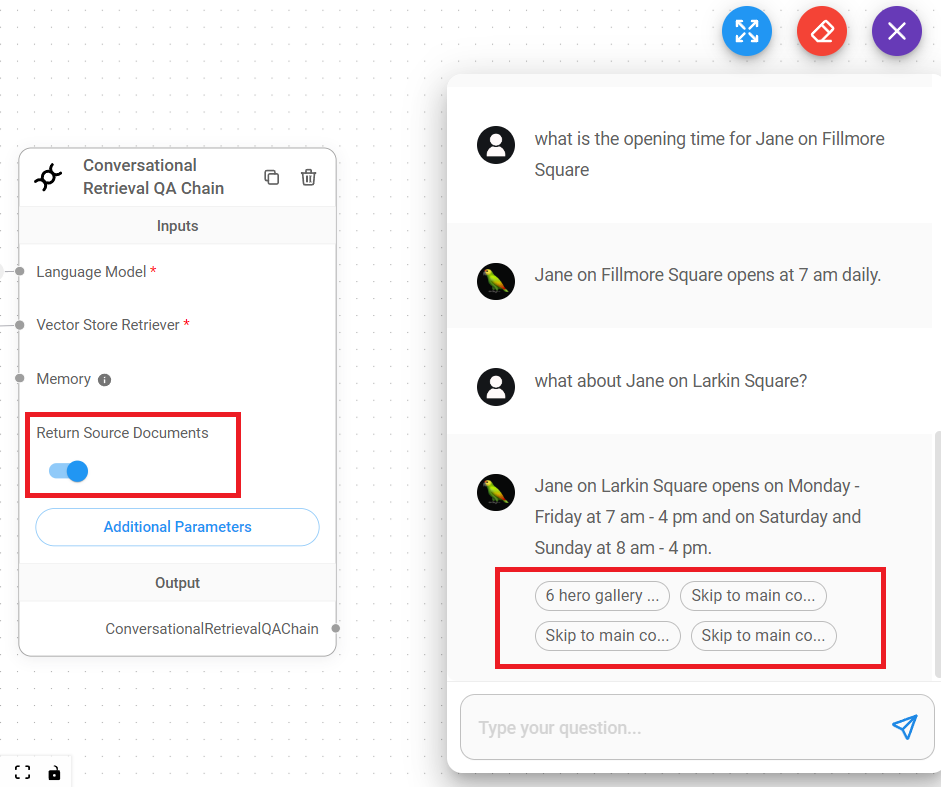 Conversational
Retrieval QA Chain
Inputs
Language Model *
Vector Store Retriever *
Memory
Return Source Documents
Additional Parameters
Output
ConversationalRetrievalQAChain
what is the opening time for Jane on Fillmore
Square
Jane on Fillmore Square opens at 7 am daily.
what about Jane on Larkin Square?
Jane on Larkin Square opens on Monday -
Friday at 7 am - 4 pm and on Saturday and
Sunday at 8 am - 4 pm.
6 hero gallery ...
Skip to main co...
Skip to main co...
Skip to main co...
Type your question...